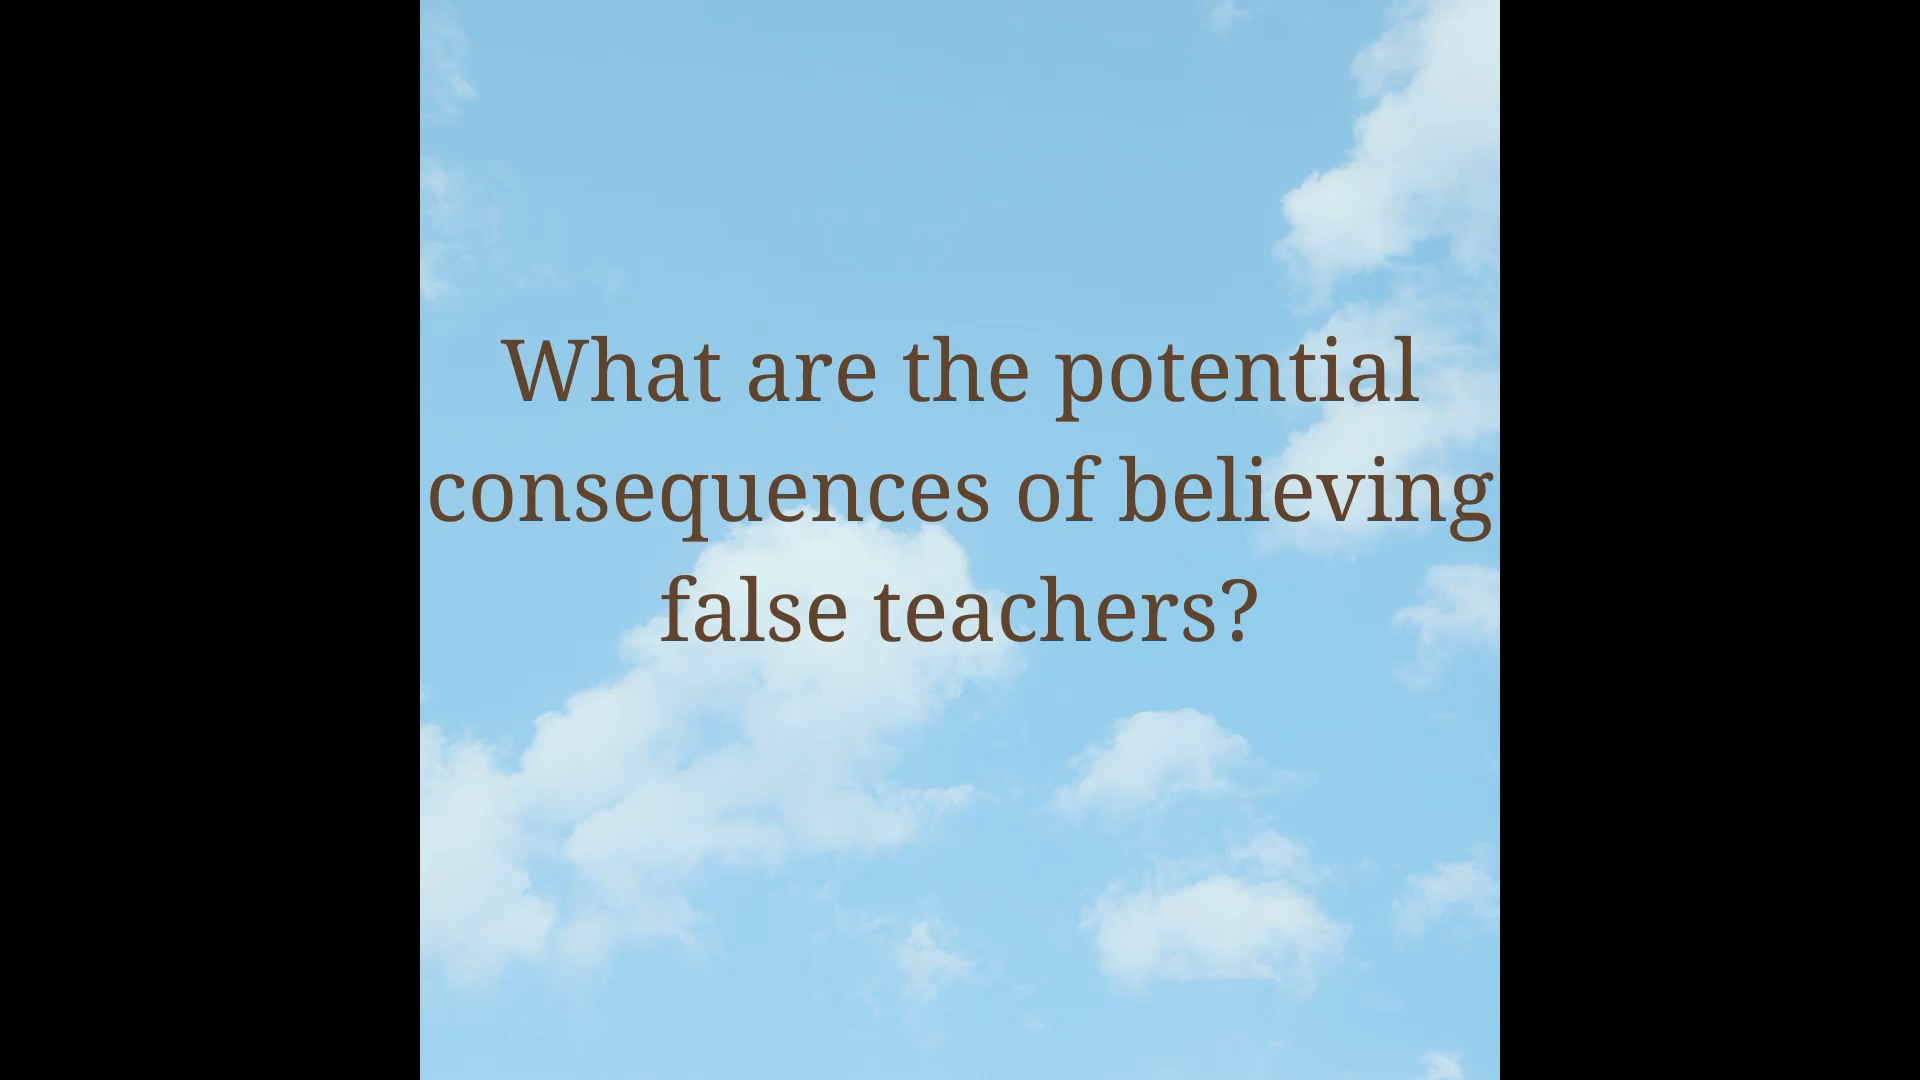 What are the potential
consequences of believing
false teachers?